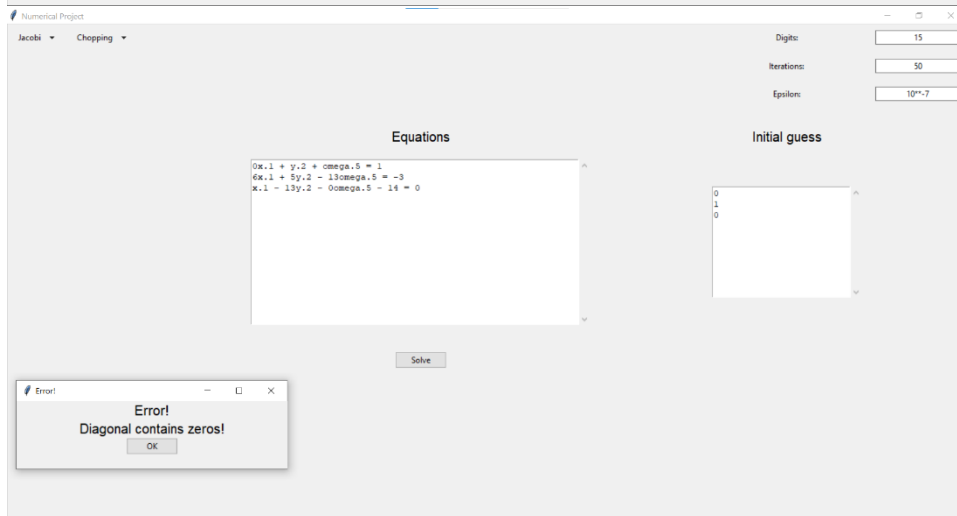 Numerical Project
Jacobi Chopping
Digits: 15
Iterations: 50
Epsilon: 10**-7
Equations
Initial guess
0x.1 + y.2 + omega.5 = 1
6x.1 + 5y.2 - 13omega.5 = -3
x.1 - 13y.2 - 0omega.5 - 14 = 0
0
1
0
Solve
Error!
Error!
Diagonal contains zeros!
OK